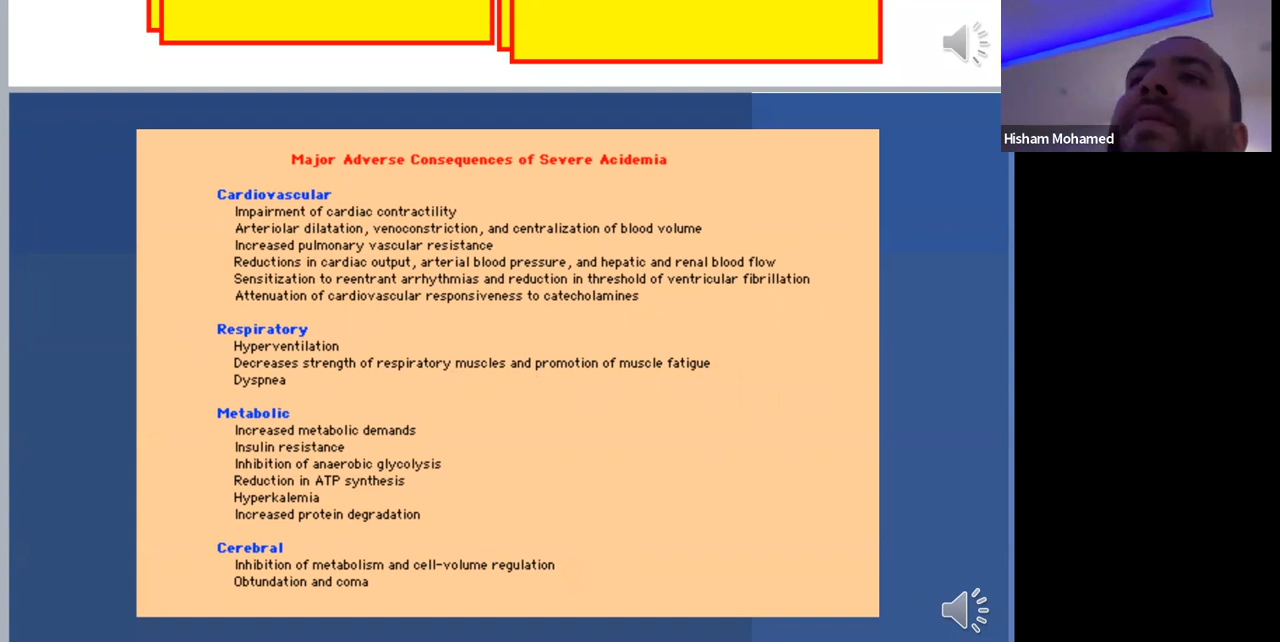 Hisham Mohamed
Major Adverse Consequences of Severe Acidemia
Cardiovascular
Impairment of cardiac contractility
Arteriolar dilatation, venoconstriction, and centralization of blood volume
Increased pulmonary vascular resistance
Reductions in cardiac output, arterial blood pressure, and hepatic and renal blood flow
Sensitization to reentrant arrhythmias and reduction in threshold of ventricular fibrillation
Attenuation of cardiovascular responsiveness to catecholamines
Respiratory
Hyperventilation
Decreases strength of respiratory muscles and promotion of muscle fatigue
Dyspnea
Metabolic
Increased metabolic demands
Insulin resistance
Inhibition of anaerobic glycolysis
Reduction in ATP synthesis
Hyperkalemia
Increased protein degradation
Cerebral
Inhibition of metabolism and cell-volume regulation
Obtundation and coma